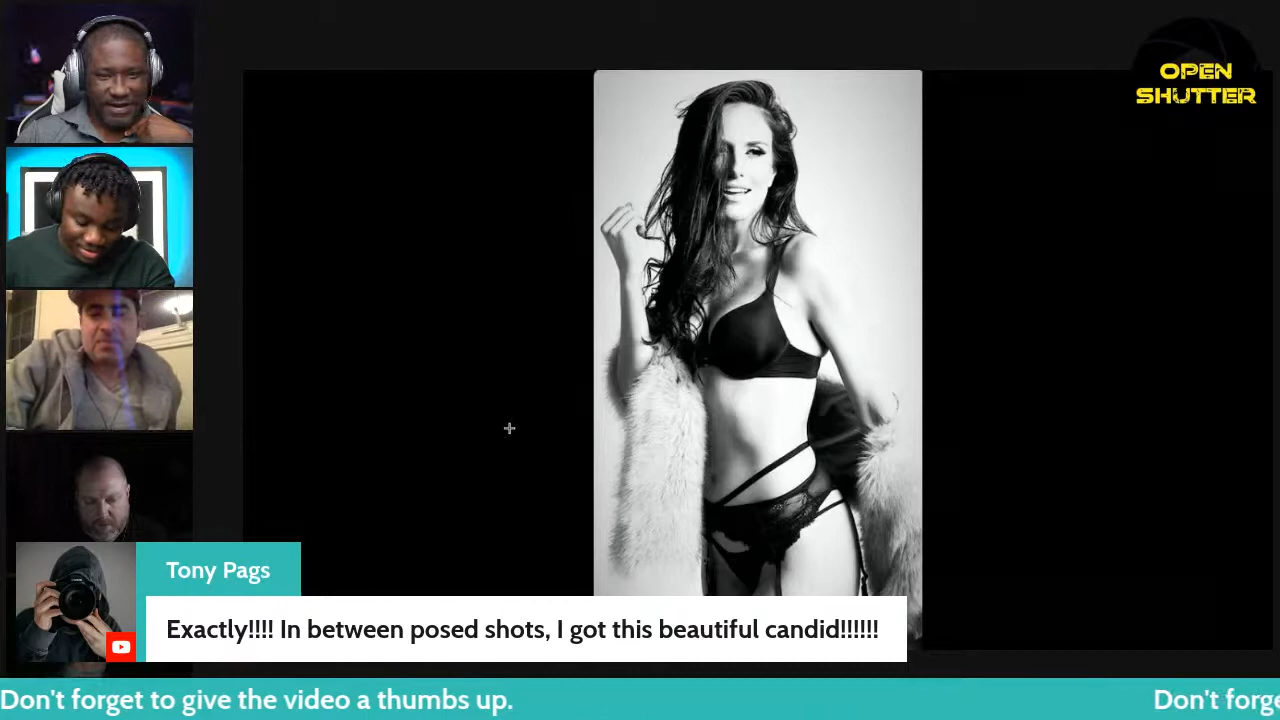 OPEN
SHUTTER
Tony Pags
Exactly!!!! In between posed shots, I got this beautiful candid!!!!!!
Don't forget to give the video a thumbs up.
Don't forge